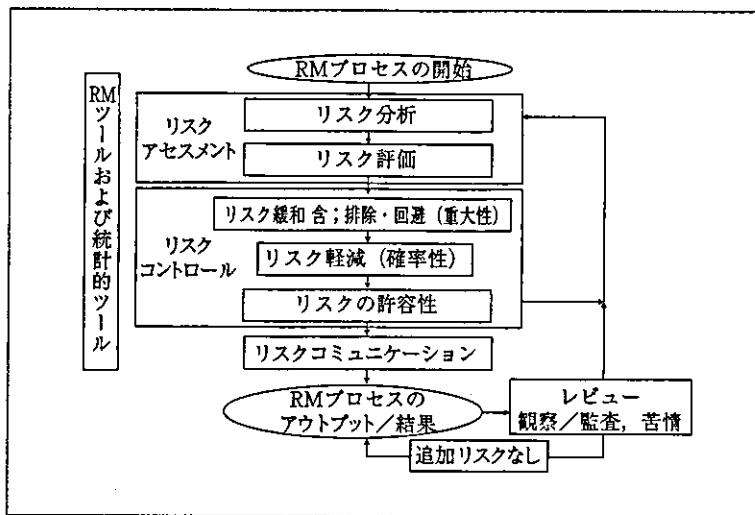 RMプロセスの開始
RMツールおよび統計的ツール
リスク
アセスメント
リスク分析
リスク評価
リスク
コントロール
リスク緩和 含；排除・回避（重大性）
リスク軽減（確率性）
リスクの許容性
リスクコミュニケーション
RMプロセスの
アウトプット／結果
レビュー
観察／監査，苦情
追加リスクなし